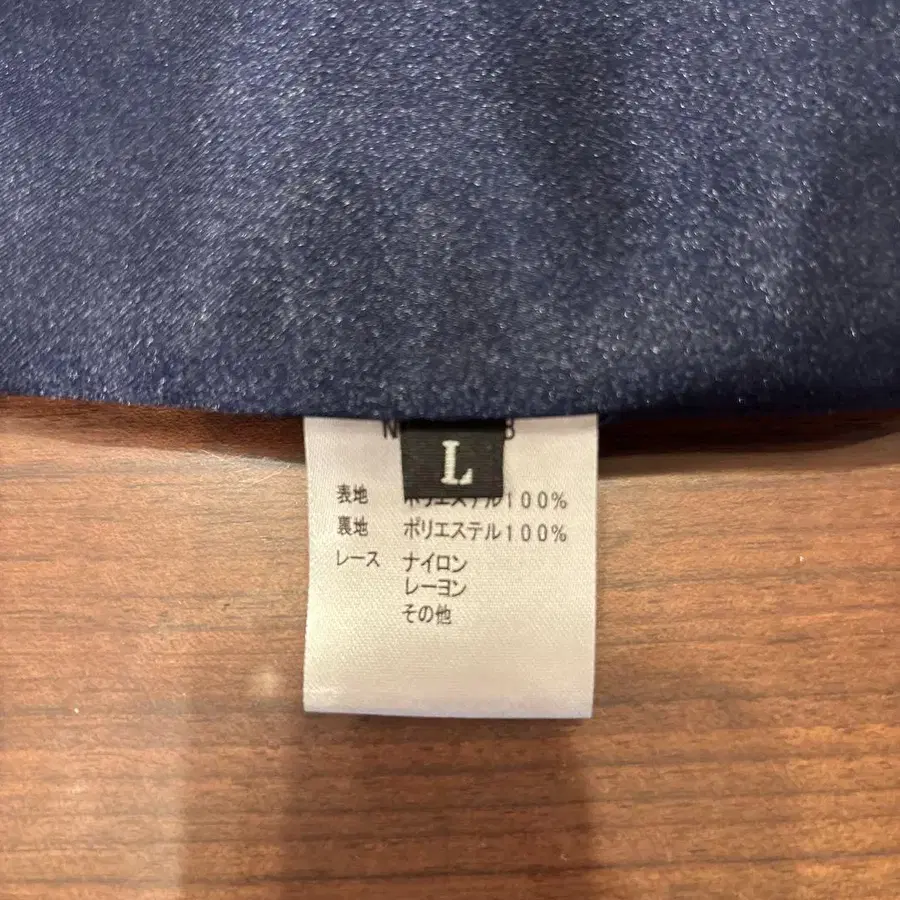 L
表地 ポリエステル100%
裏地 ポリエステル100%
レース ナイロン
レーヨン
その他